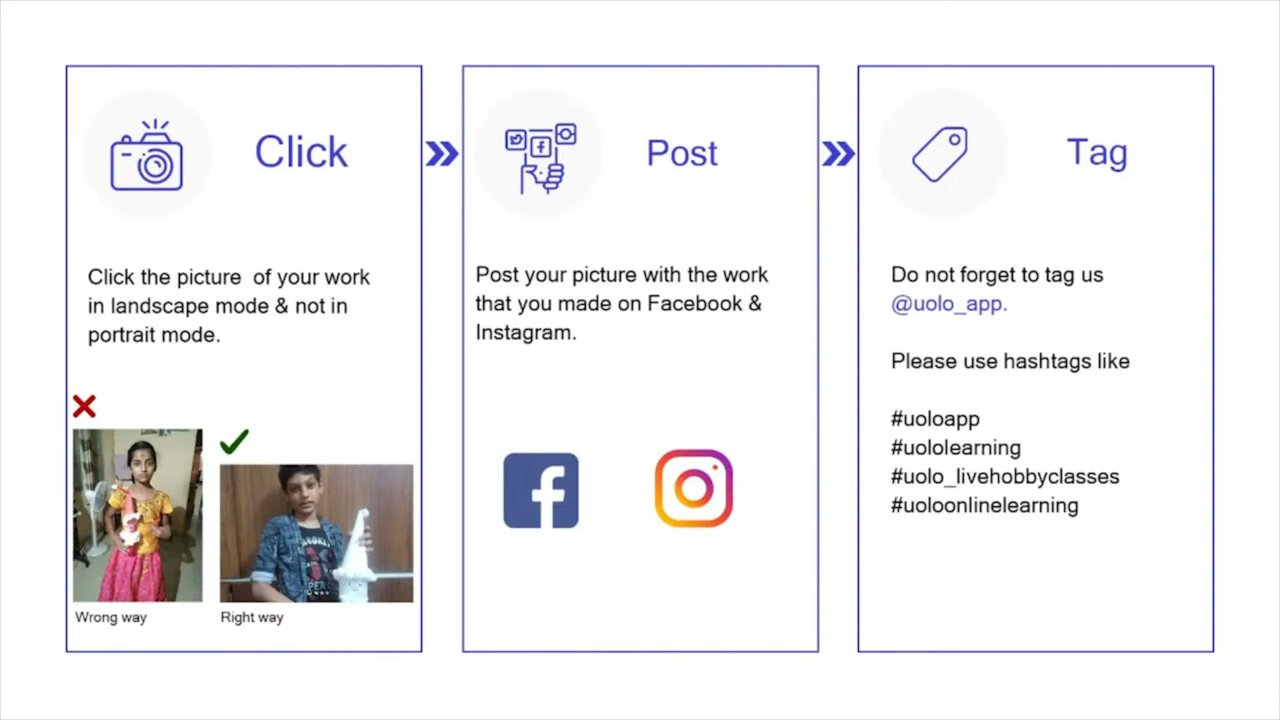 Click
Click the picture  of your work
in landscape mode & not in
portrait mode.
Wrong way
Right way
Post
Post your picture with the work
that you made on Facebook &
Instagram.
Tag
Do not forget to tag us
@uolo_app.
Please use hashtags like
#uoloapp
#uololearning
#uolo_livehobbyclasses
#uoloonlinelearning